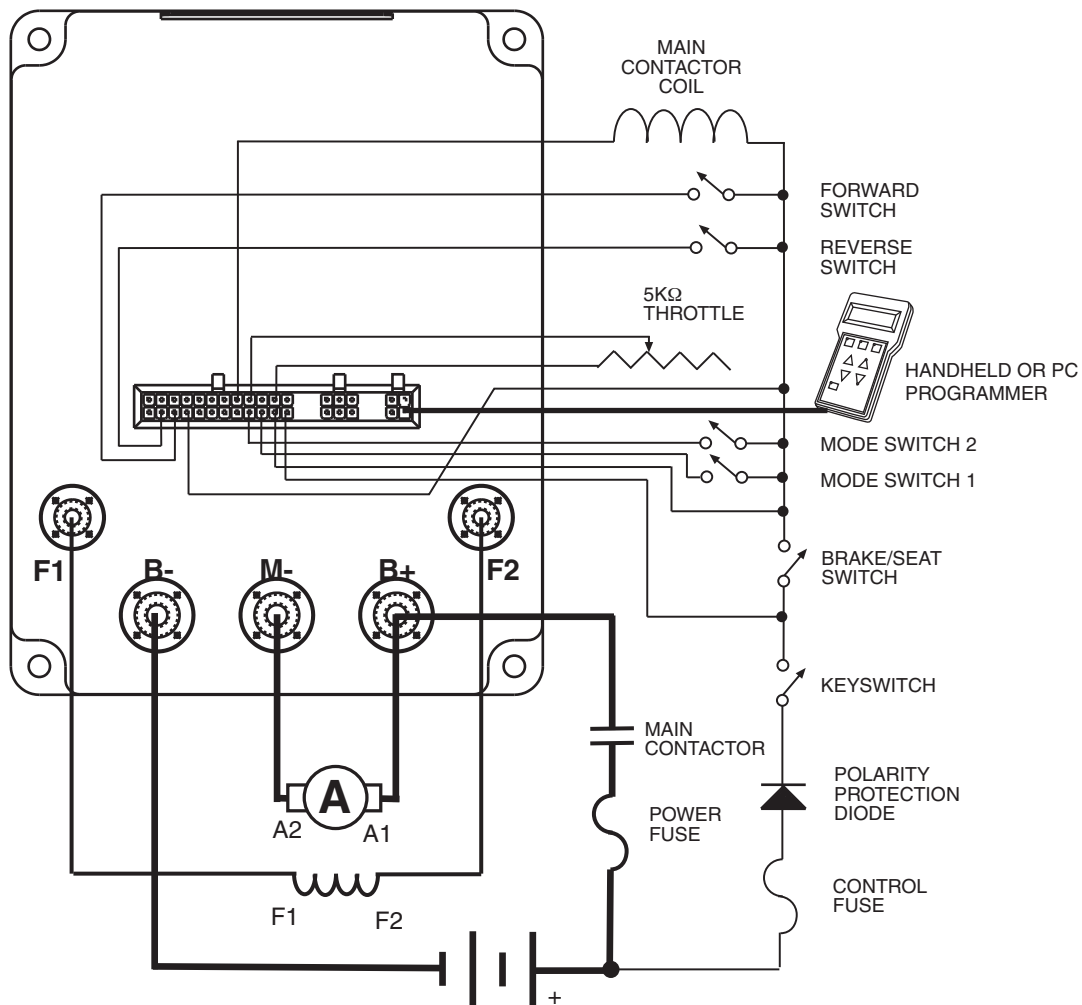 MAIN
CONTACTOR
COIL
FORWARD
SWITCH
REVERSE
SWITCH
5KΩ
THROTTLE
HANDHELD OR PC
PROGRAMMER
MODE SWITCH 2
MODE SWITCH 1
F1
B-
M-
B+
F2
BRAKE/SEAT
SWITCH
KEYSWITCH
MAIN
CONTACTOR
POLARITY
PROTECTION
DIODE
A
A2
A1
POWER
FUSE
CONTROL
FUSE
F1
F2
+